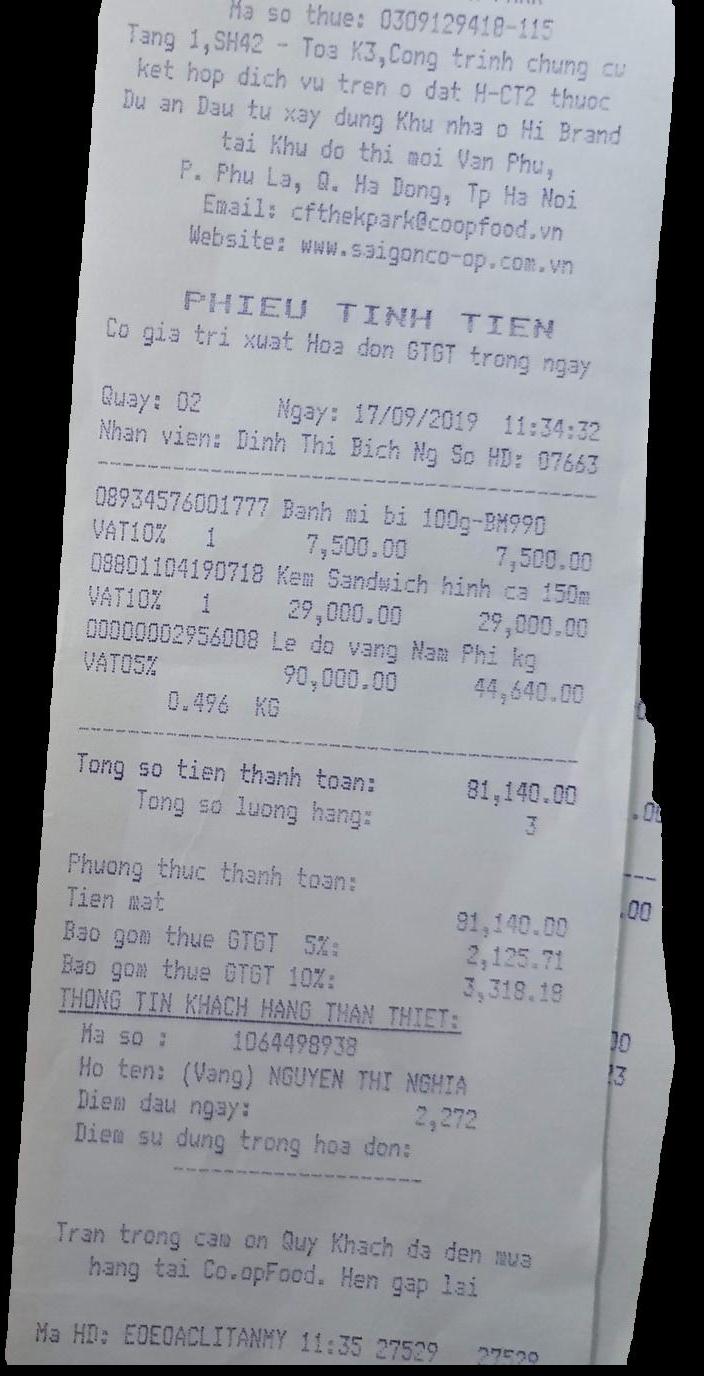 PARK
Ma so thue: 0309129418-115
Tang 1,SH42 - Toa K3,Cong trinh chung cu
ket hop dich vu tren o dat H-CT2 thuoc
Du an Dau tu xay dung Khu nha o Hi Brand
tai Khu do thi moi Van Phu,
P. Phu La, Q. Ha Dong, Tp Ha Noi
Email: cfthekpark@coopfood.vn
Website: www.saigonco-op.com.vn
PHIEU TINH TIEN
Co gia tri xuat Hoa don GTGT trong ngay
Quay: 02 Ngay: 17/09/2019 11:34:32
Nhan vien: Dinh Thi Bich Ng So HD: 07663
08934576001777 Banh mi bi 100g-BM990
VAT10% 1 7,500.00 7,500.00
08801104190718 Kem Sandwich hinh ca 150m
VAT10% 1 29,000.00 29,000.00
00000002956008 Le do vang Nam Phi kg
VAT05% 90,000.00 44,640.00
0.496 KG
Tong so tien thanh toan: 81,140.00
Tong so luong hang: 3
Phuong thuc thanh toan:
Tien mat 81,140.00
Bao gom thue GTGT 5%: 2,125.71
Bao gom thue GTGT 10%: 3,318.18
THONG TIN KHACH HANG THAN THIET:
Ma so : 1064498938
Ho ten: (Vang) NGUYEN THI NGHIA
Diem dau ngay: 2,272
Diem su dung trong hoa don:
Tran trong cam on Quy Khach da den mua
hang tai Co.opFood. Hen gap lai
Ma HD: EOEOACLITANMY 11:35 27529 27529